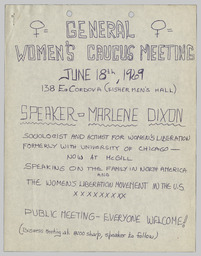 GENERAL
WOMEN'S CAUCUS MEETING
JUNE 18th, 1969
138 E. CORDOVA (FISHERMEN'S HALL)
SPEAKER = MARLENE DIXON
SOCIOLOGIST AND ACTIVIST FOR WOMEN'S LIBERATION
FORMERLY WITH UNIVERSITY OF CHICAGO —
NOW AT McGILL
SPEAKING ON THE FAMILY IN NORTH AMERICA
AND
THE WOMEN'S LIBERATION MOVEMENT IN THE U.S.
X X X X X X X X
PUBLIC MEETING — EVERYONE WELCOME!
(business meeting at 8:00 sharp, speaker to follow)